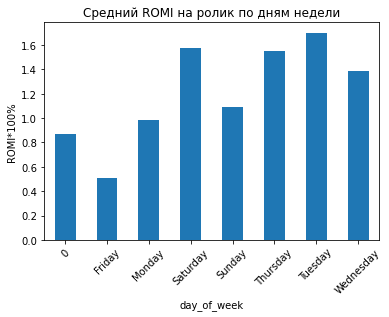 Средний ROMI на ролик по дням недели
ROMI*100%
1.6
1.4
1.2
1.0
0.8
0.6
0.4
0.2
0.0
0
Friday
Monday
Saturday
Sunday
Thursday
Tuesday
Wednesday
day_of_week